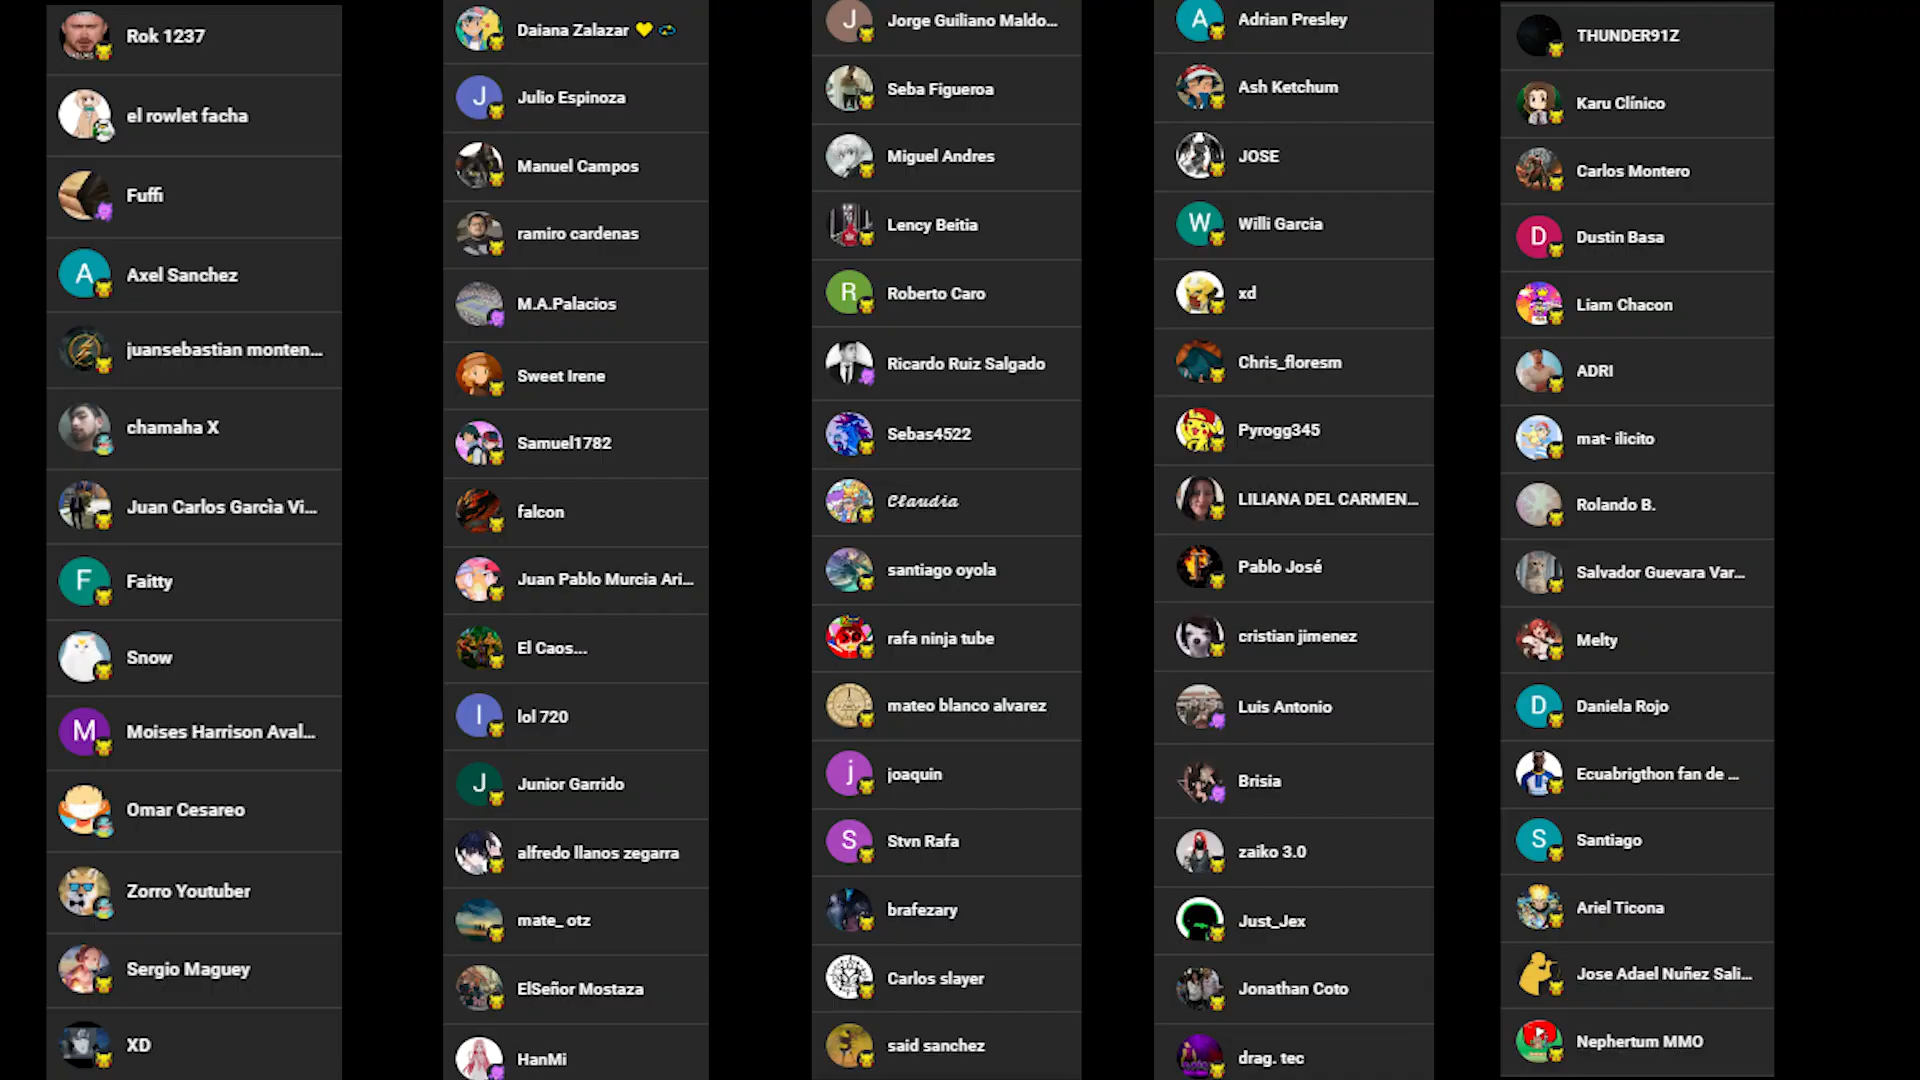 Rok 1237
el rowlet facha
Fuffi
A
Axel Sanchez
juansebastian monten...
chamaha X
Juan Carlos Garcìa Vi...
F
Faitty
Snow
M
Moises Harrison Aval...
Omar Cesareo
Zorro Youtuber
Sergio Maguey
XD
Daiana Zalazar
J
Julio Espinoza
Manuel Campos
ramiro cardenas
M.A.Palacios
Sweet Irene
Samuel1782
falcon
Juan Pablo Murcia Ari...
El Caos...
l
lol 720
J
Junior Garrido
alfredo llanos zegarra
mate_ otz
ElSeñor Mostaza
HanMi
J
Jorge Guiliano Maldo...
Seba Figueroa
Miguel Andres
Lency Beitia
R
Roberto Caro
Ricardo Ruiz Salgado
Sebas4522
𝓒𝓵𝓪𝓾𝓭𝓲𝓪
santiago oyola
rafa ninja tube
mateo blanco alvarez
j
joaquin
S
Stvn Rafa
brafezary
Carlos slayer
said sanchez
A
Adrian Presley
Ash Ketchum
JOSE
W
Willi Garcia
xd
Chris_floresm
Pyrogg345
LILIANA DEL CARMEN...
Pablo José
cristian jimenez
Luis Antonio
Brisia
zaiko 3.0
Just_Jex
Jonathan Coto
drag. tec
THUNDER91Z
Karu Clínico
Carlos Montero
D
Dustin Basa
Liam Chacon
ADRI
mat- ilicito
Rolando B.
Salvador Guevara Var...
Melty
D
Daniela Rojo
Ecuabrigthon fan de ...
S
Santiago
Ariel Ticona
Jose Adael Nuñez Sali...
Nephertum MMO